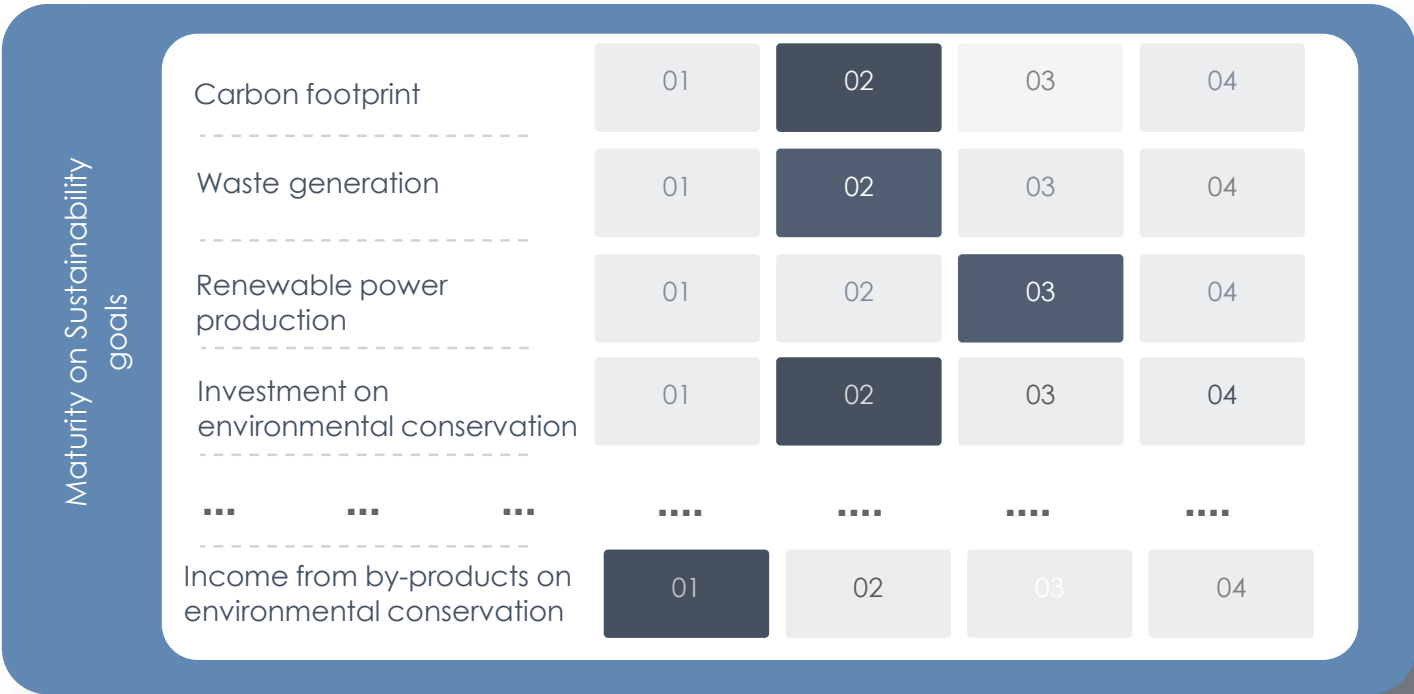 Maturity on Sustainability
goals
Carbon footprint
01 02 03 04
Waste generation
01 02 03 04
Renewable power
production
01 02 03 04
Investment on
environmental conservation
01 02 03 04
... ... ... .... .... .... ....
Income from by-products on
environmental conservation
01 02 03 04